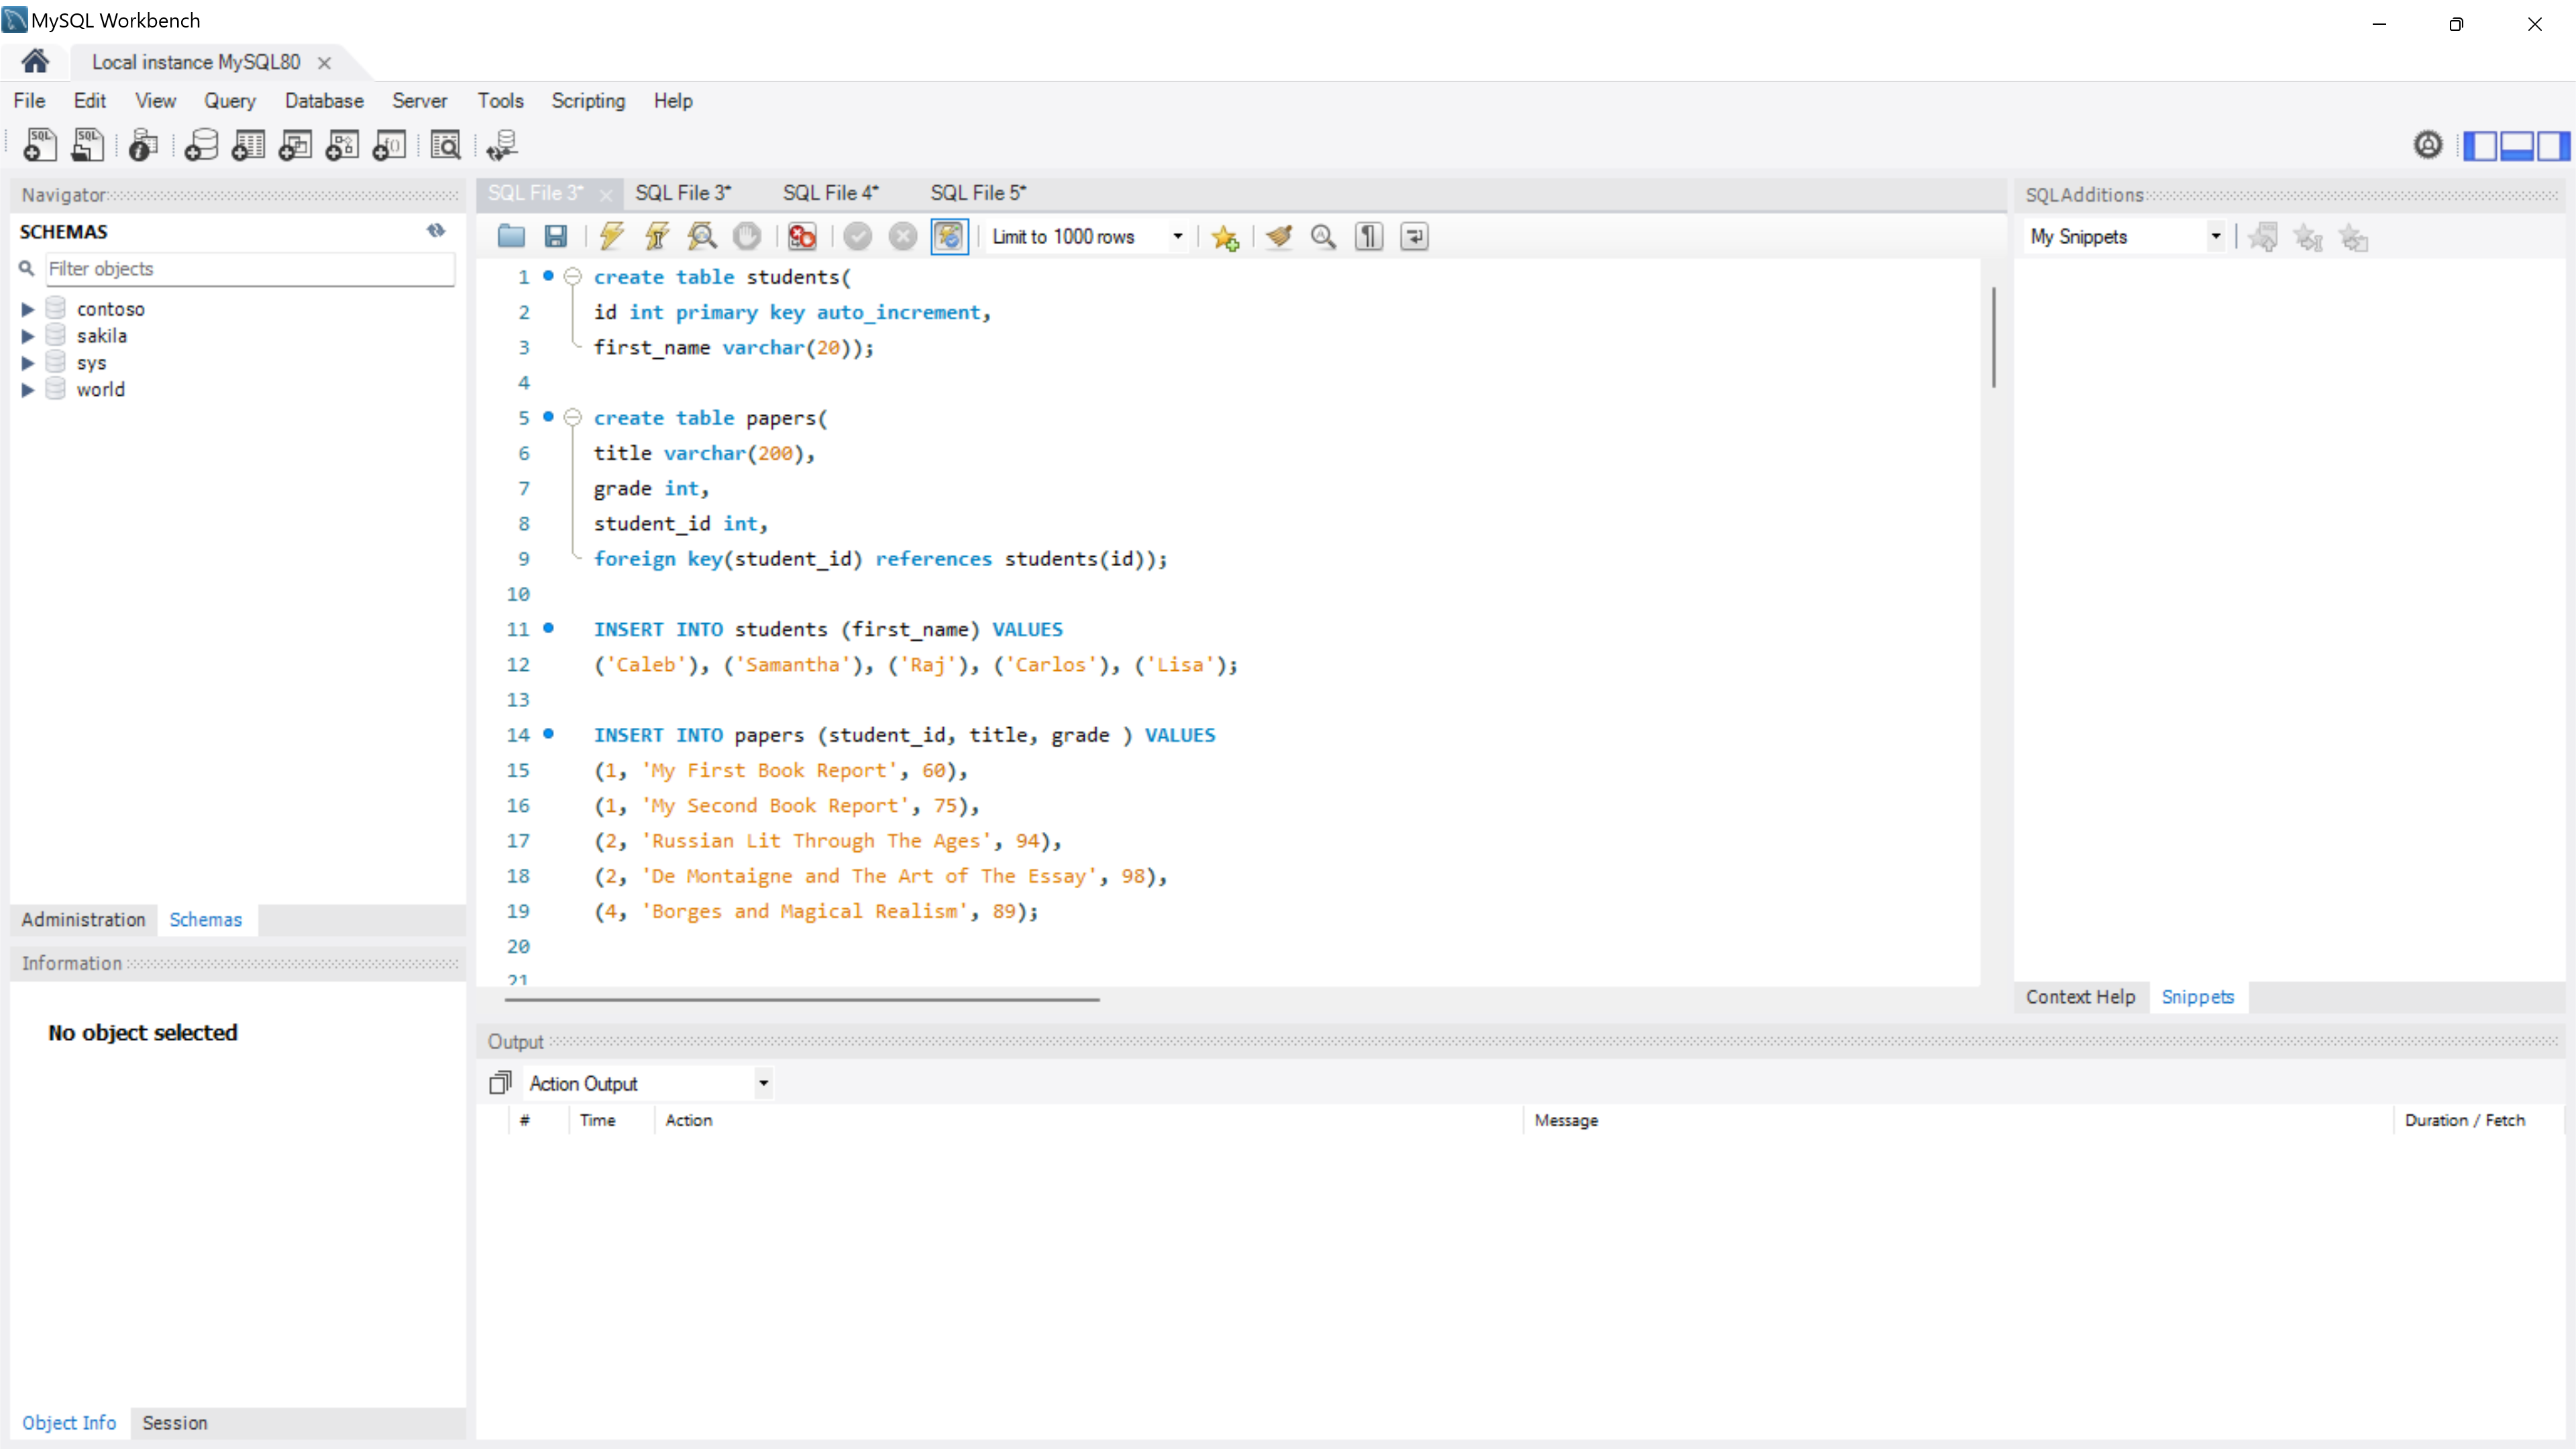 MySQL Workbench
Local instance MySQL80
File Edit View Query Database Server Tools Scripting Help
Navigator
SCHEMAS
Filter objects
contoso
sakila
sys
world
Administration Schemas
Information
No object selected
Object Info Session
SQL File 3* SQL File 3* SQL File 4* SQL File 5*
Limit to 1000 rows
1 create table students(
2 id int primary key auto_increment,
3 first_name varchar(20));
4
5 create table papers(
6 title varchar(200),
7 grade int,
8 student_id int,
9 foreign key(student_id) references students(id));
10
11 INSERT INTO students (first_name) VALUES
12 ('Caleb'), ('Samantha'), ('Raj'), ('Carlos'), ('Lisa');
13
14 INSERT INTO papers (student_id, title, grade ) VALUES
15 (1, 'My First Book Report', 60),
16 (1, 'My Second Book Report', 75),
17 (2, 'Russian Lit Through The Ages', 94),
18 (2, 'De Montaigne and The Art of The Essay', 98),
19 (4, 'Borges and Magical Realism', 89);
20
21
SQLAdditions
My Snippets
Context Help Snippets
Output
Action Output
# Time Action Message Duration / Fetch